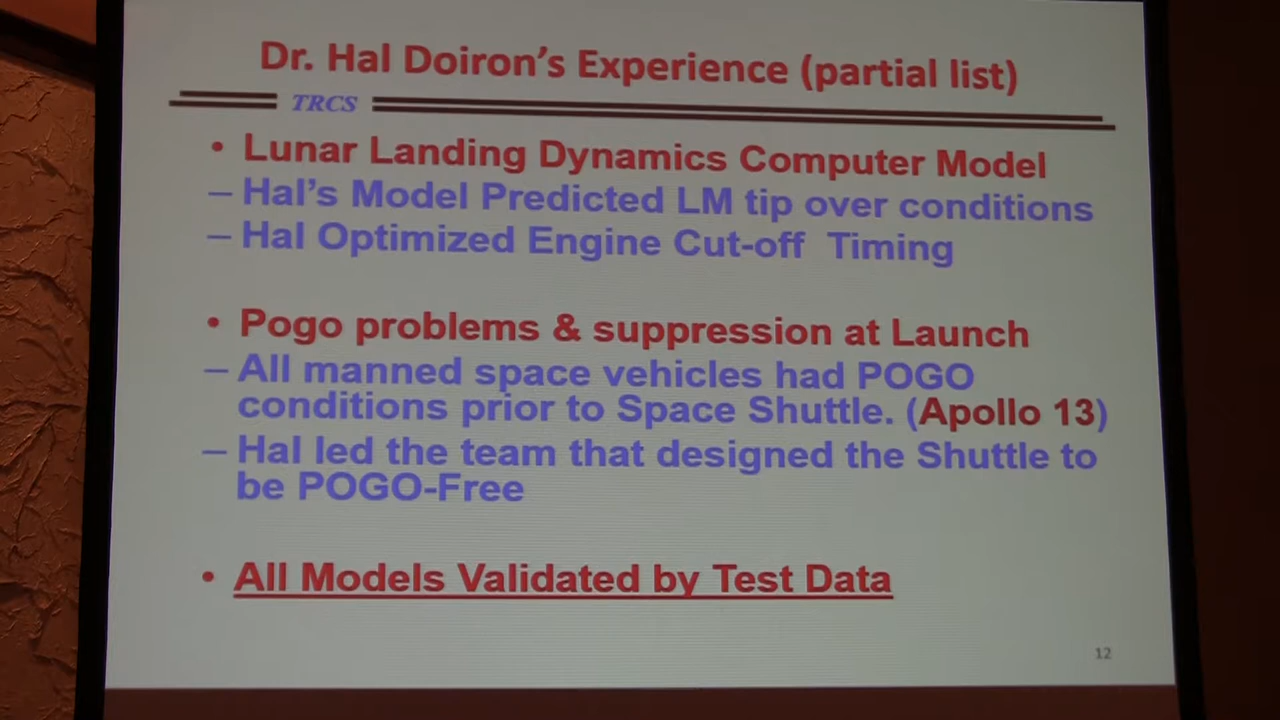 Dr. Hal Doiron’s Experience (partial list)
TRCS
• Lunar Landing Dynamics Computer Model
– Hal’s Model Predicted LM tip over conditions
– Hal Optimized Engine Cut-off Timing
• Pogo problems & suppression at Launch
– All manned space vehicles had POGO
conditions prior to Space Shuttle. (Apollo 13)
– Hal led the team that designed the Shuttle to
be POGO-Free
• All Models Validated by Test Data
12